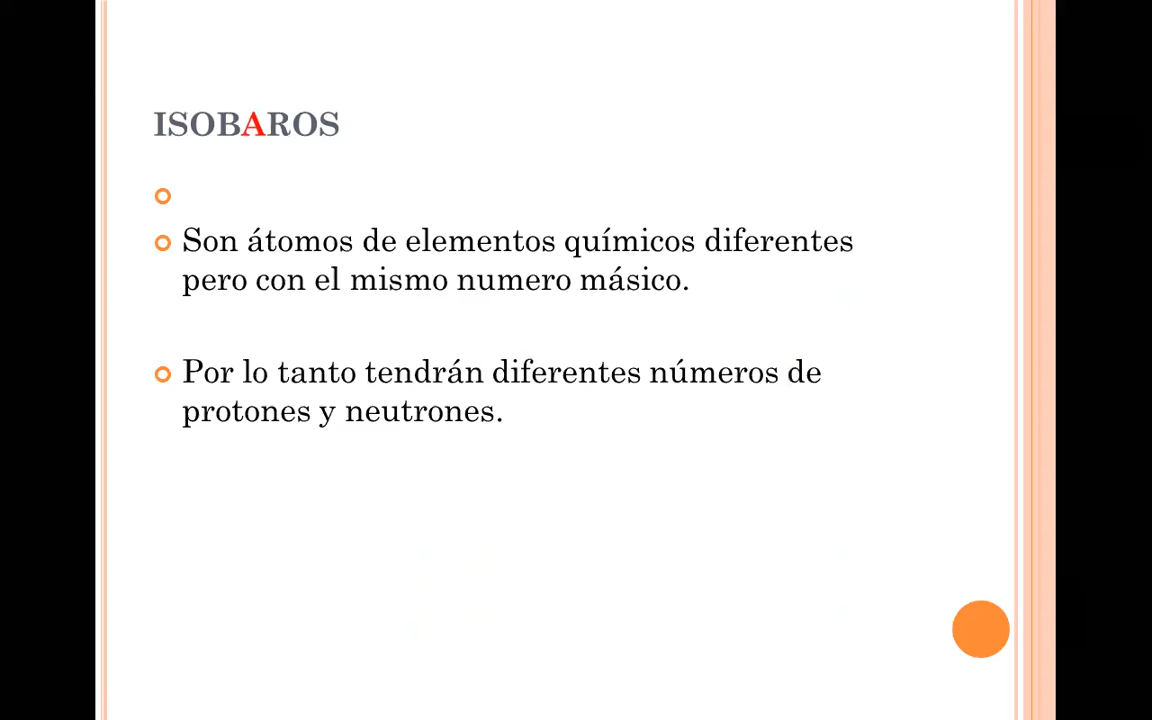 ISOBAROS
Son átomos de elementos químicos diferentes
pero con el mismo numero másico.
Por lo tanto tendrán diferentes números de
protones y neutrones.